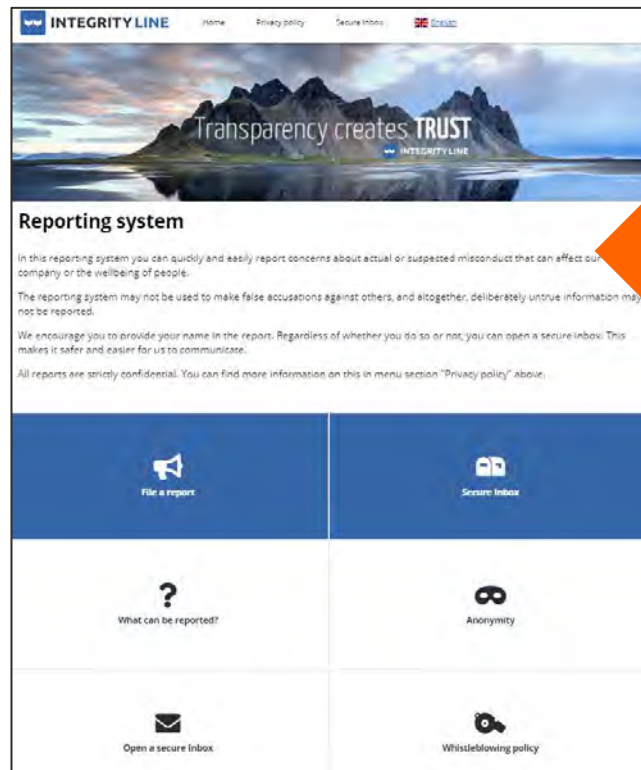 INTEGRITY LINE Home Privacy policy Secure Inbox English
Transparency creates TRUST
INTEGRITY LINE
Reporting system
In this reporting system you can quickly and easily report concerns about actual or suspected misconduct that can affect our
company or the wellbeing of people.
The reporting system may not be used to make false accusations against others, and altogether, deliberately untrue information may
not be reported.
We encourage you to provide your name in the report. Regardless of whether you do so or not, you can open a secure inbox. This
makes it safer and easier for us to communicate.
All reports are strictly confidential. You can find more information on this in menu section "Privacy policy" above.
File a report
Secure Inbox
What can be reported?
Anonymity
Open a secure inbox
Whistleblowing policy